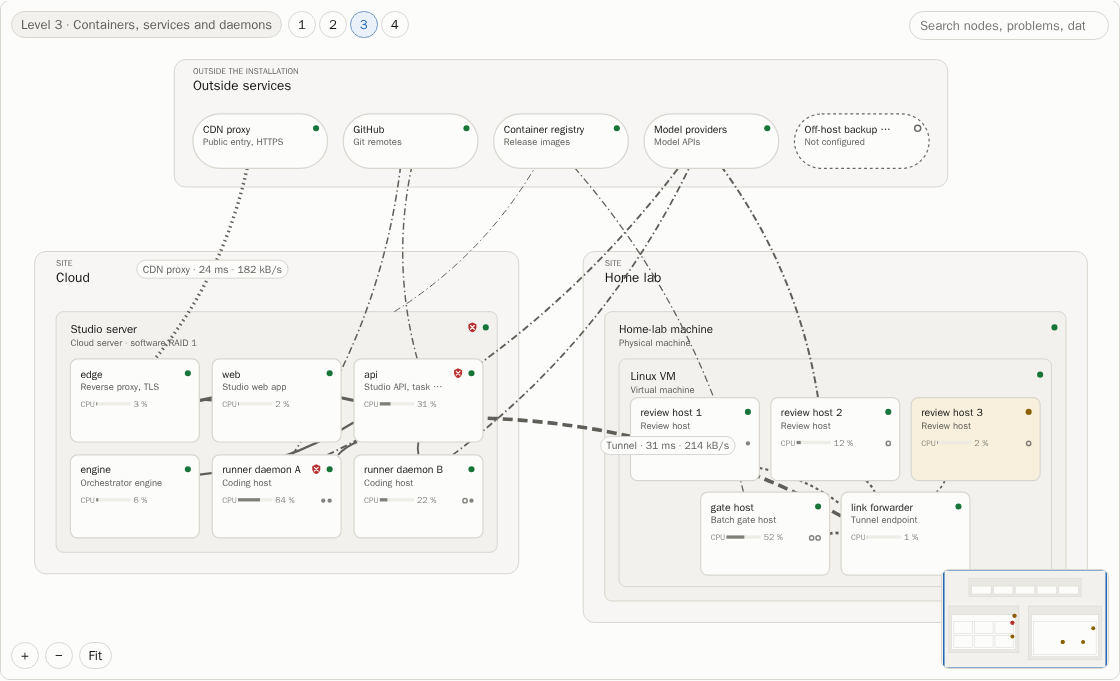 Level 3 · Containers, services and daemons
1
2
3
4
Search nodes, problems, dat
OUTSIDE THE INSTALLATION
Outside services
CDN proxy
Public entry, HTTPS
GitHub
Git remotes
Container registry
Release images
Model providers
Model APIs
Off-host backup ···
Not configured
SITE
Cloud
CDN proxy · 24 ms · 182 kB/s
Studio server
Cloud server · software RAID 1
edge
Reverse proxy, TLS
CPU 3 %
web
Studio web app
CPU 2 %
api
Studio API, task ···
CPU 31 %
engine
Orchestrator engine
CPU 6 %
runner daemon A
Coding host
CPU 64 %
runner daemon B
Coding host
CPU 22 %
SITE
Home lab
Home-lab machine
Physical machine
Linux VM
Virtual machine
review host 1
Review host
Tunnel · 31 ms · 214 kB/s
review host 2
Review host
CPU 12 %
review host 3
Review host
CPU 2 %
gate host
Batch gate host
CPU 52 %
link forwarder
Tunnel endpoint
CPU 1 %
+
−
Fit